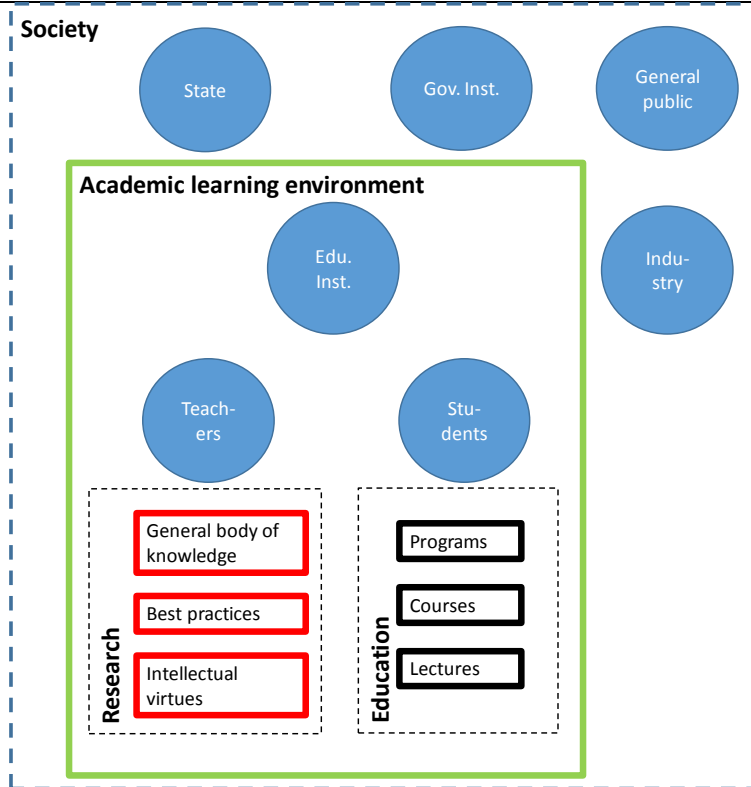 Society
State
Gov. Inst.
General
public
Academic learning environment
Edu.
Inst.
Indu-
stry
Teach-
ers
Stu-
dents
Research
General body of
knowledge
Best practices
Intellectual
virtues
Education
Programs
Courses
Lectures